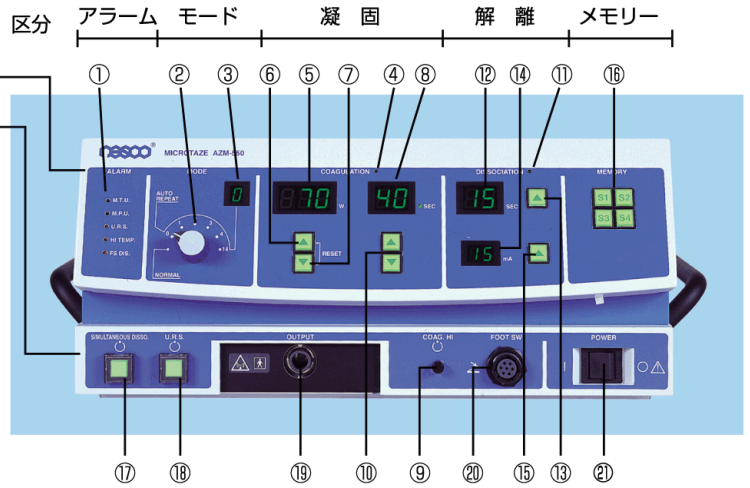 区分 アラーム モード 凝 固 解 離 メモリー
① ② ③ ⑥ ⑤ ⑦ ④ ⑧ ⑫ ⑭ ⑪ ⑯
nesco®
MICROTAZE AZM-550
ALARM MODE COAGULATION DISSOCIATION MEMORY
M.T.U.
M.P.U.
U.R.S.
HI TEMP.
FS DIS.
AUTO REPEAT
NORMAL
0
70 W
40 SEC
RESET
15 SEC
15 mA
S1 S2
S3 S4
SIMULTANEOUS DISSO. U.R.S. OUTPUT COAG. HI FOOT SW POWER
⑰ ⑱ ⑲ ⑩ ⑨ ⑳ ⑮ ⑬ ㉑